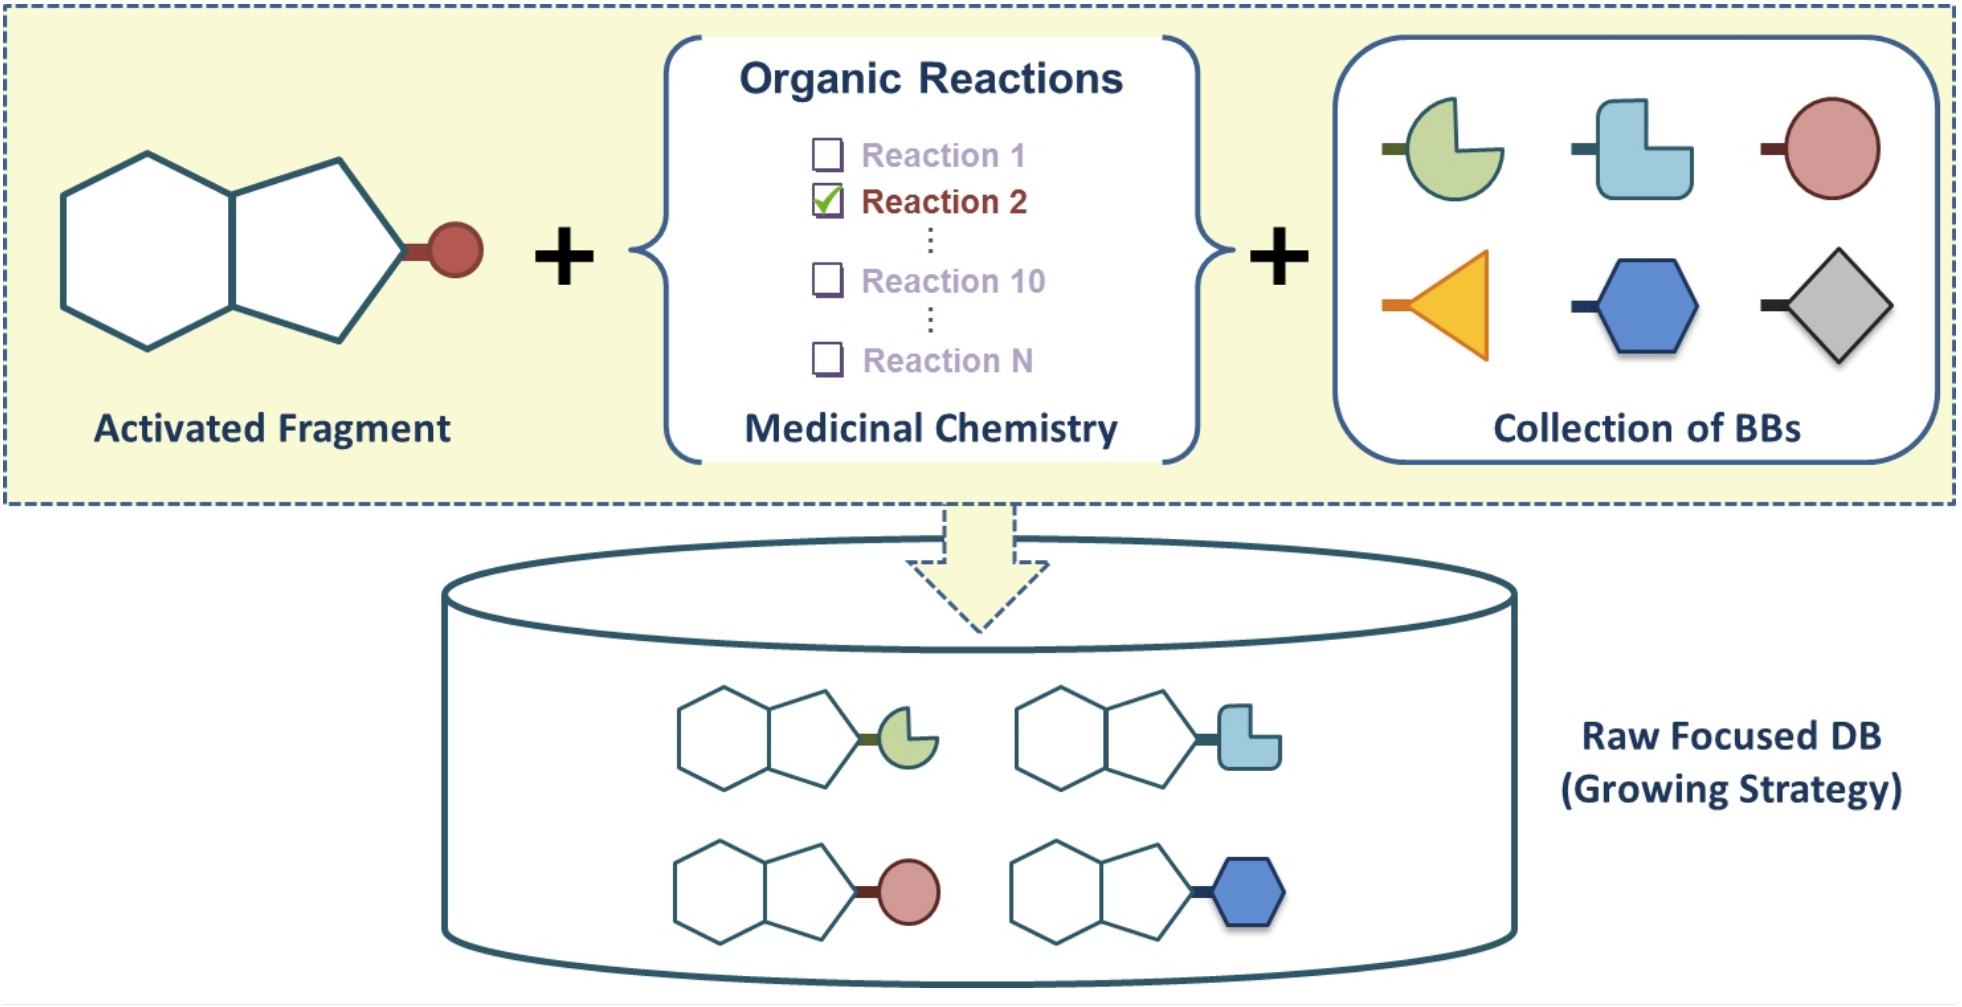 Organic Reactions
Reaction 1
Reaction 2
Reaction 10
Reaction N
Activated Fragment
Medicinal Chemistry
Collection of BBs
Raw Focused DB
(Growing Strategy)